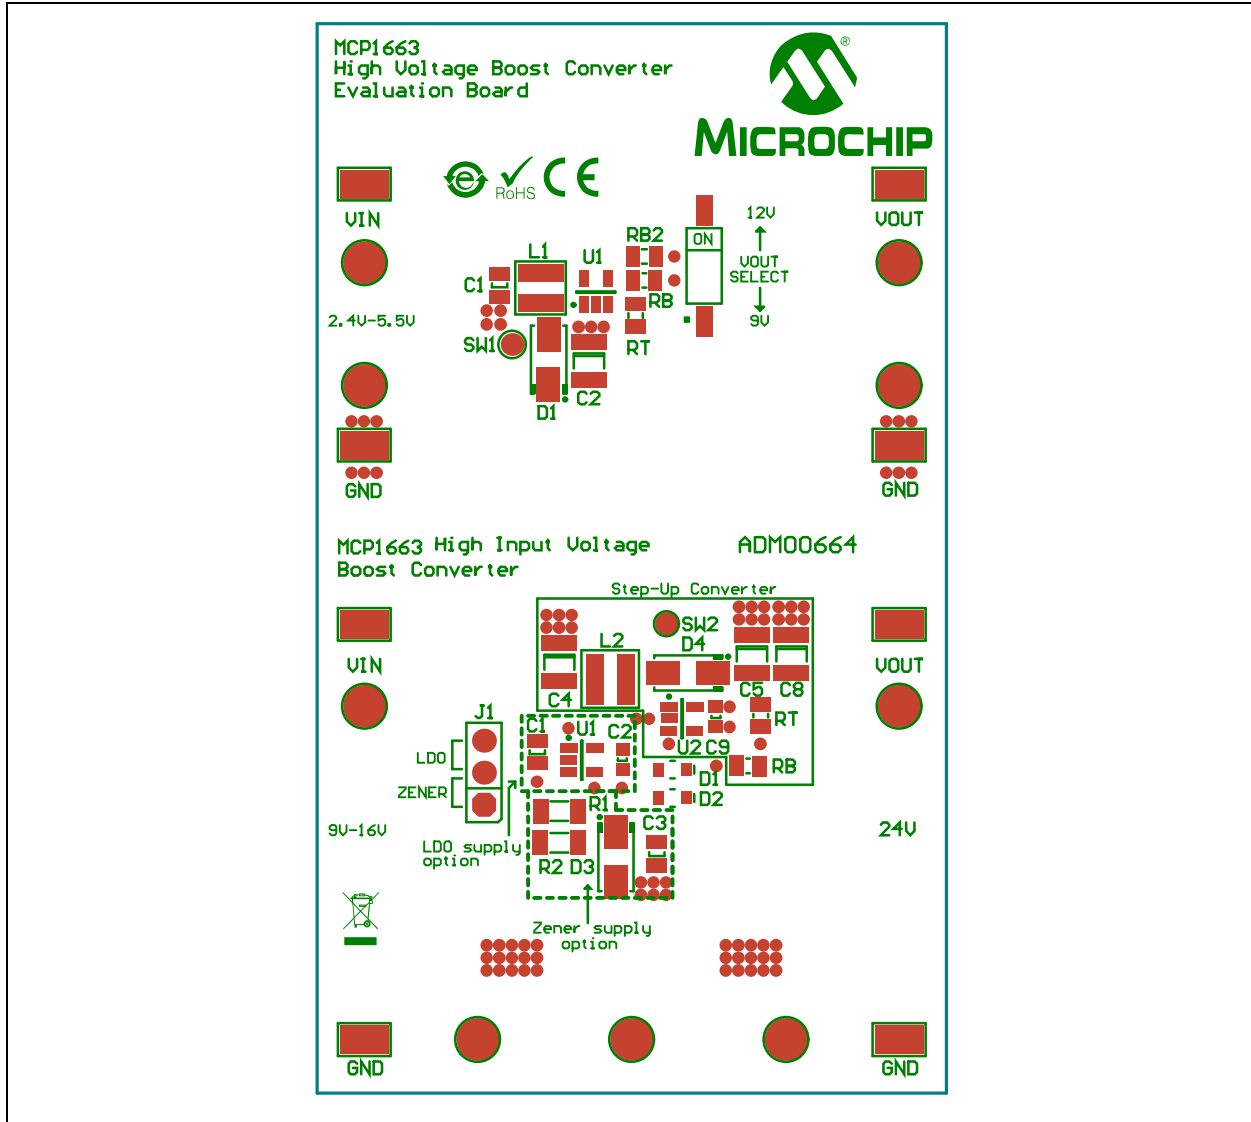 MCP1663
High Voltage Boost Converter
Evaluation Board
®
MICROCHIP
RoHS
CE
VIN
VOUT
12V
ON
VOUT
SELECT
9V
RB2
L1
U1
C1
RB
2.4V-5.5V
SW1
RT
C2
D1
GND
GND
MCP1663 High Input Voltage
Boost Converter
ADM00664
Step-Up Converter
SW2
L2
D4
VIN
VOUT
C4
C5
C8
J1
C1
U1
C2
RT
U2
C9
LDO
RB
D1
ZENER
D2
R1
9V-16V
C3
24V
LDO supply
option
R2
D3
Zener supply
option
GND
GND